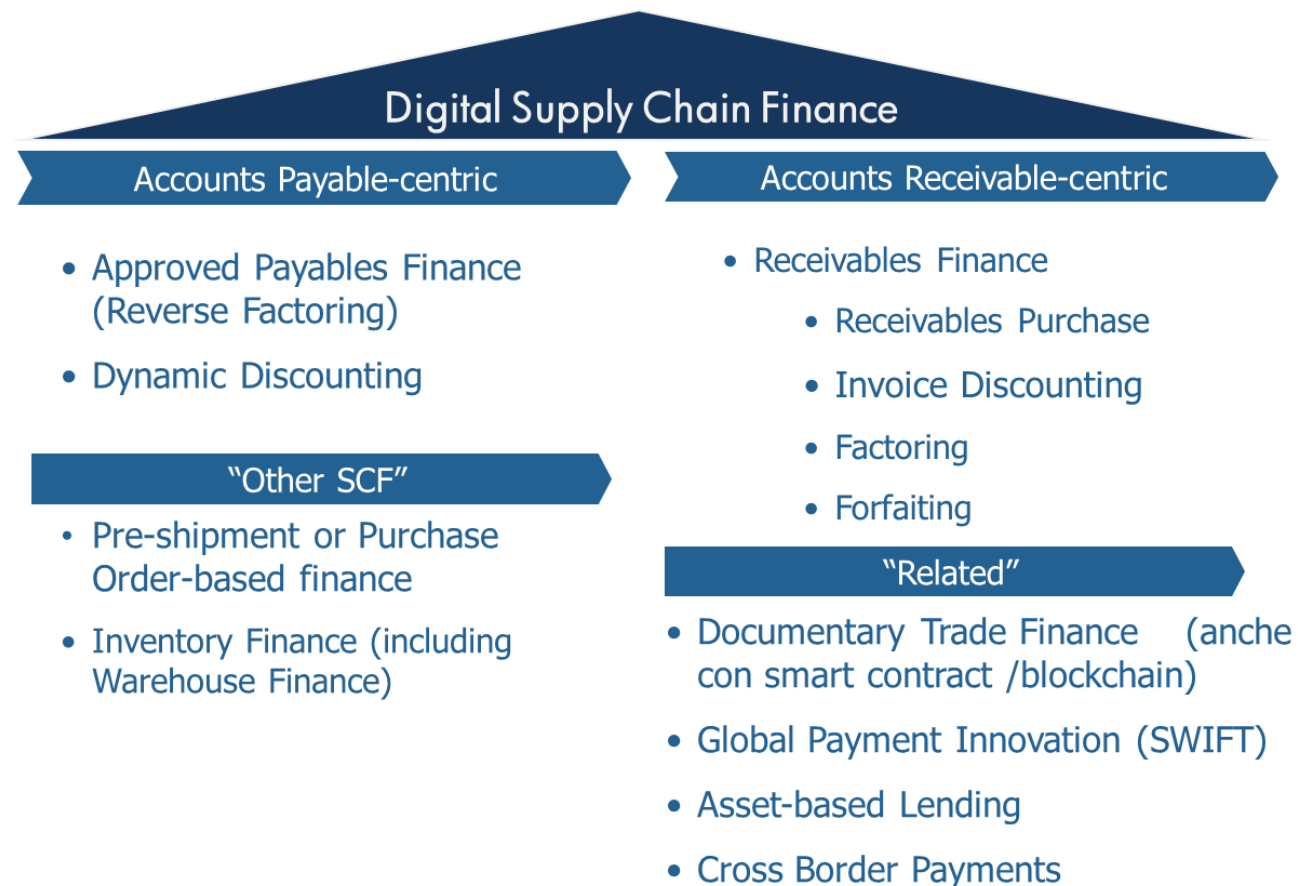 Digital Supply Chain Finance
Accounts Payable-centric
• Approved Payables Finance
(Reverse Factoring)
• Dynamic Discounting
“Other SCF”
• Pre-shipment or Purchase
Order-based finance
• Inventory Finance (including
Warehouse Finance)
Accounts Receivable-centric
• Receivables Finance
• Receivables Purchase
• Invoice Discounting
• Factoring
• Forfaiting
“Related”
• Documentary Trade Finance (anche
con smart contract /blockchain)
• Global Payment Innovation (SWIFT)
• Asset-based Lending
• Cross Border Payments